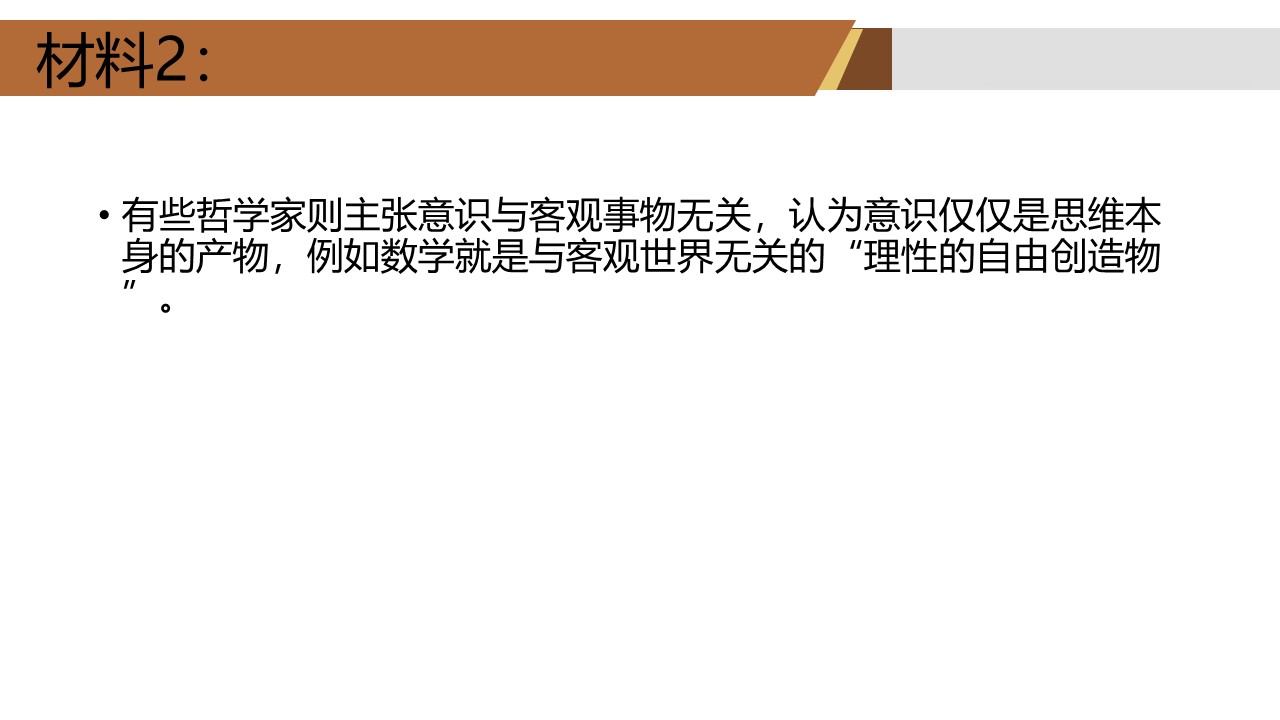 材料2：
• 有些哲学家则主张意识与客观事物无关，认为意识仅仅是思维本
身的产物，例如数学就是与客观世界无关的“理性的自由创造物
”。